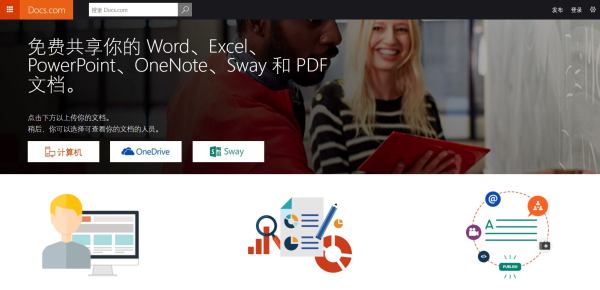 Docs.com
搜索 Docs.com
发布 登录
免费共享你的 Word、Excel、
PowerPoint、OneNote、Sway 和 PDF
文档。
点击下方以上传你的文档。
稍后，你可以选择可查看你的文档的人员。
计算机
OneDrive
S Sway
@
A
</>
PUBLISH